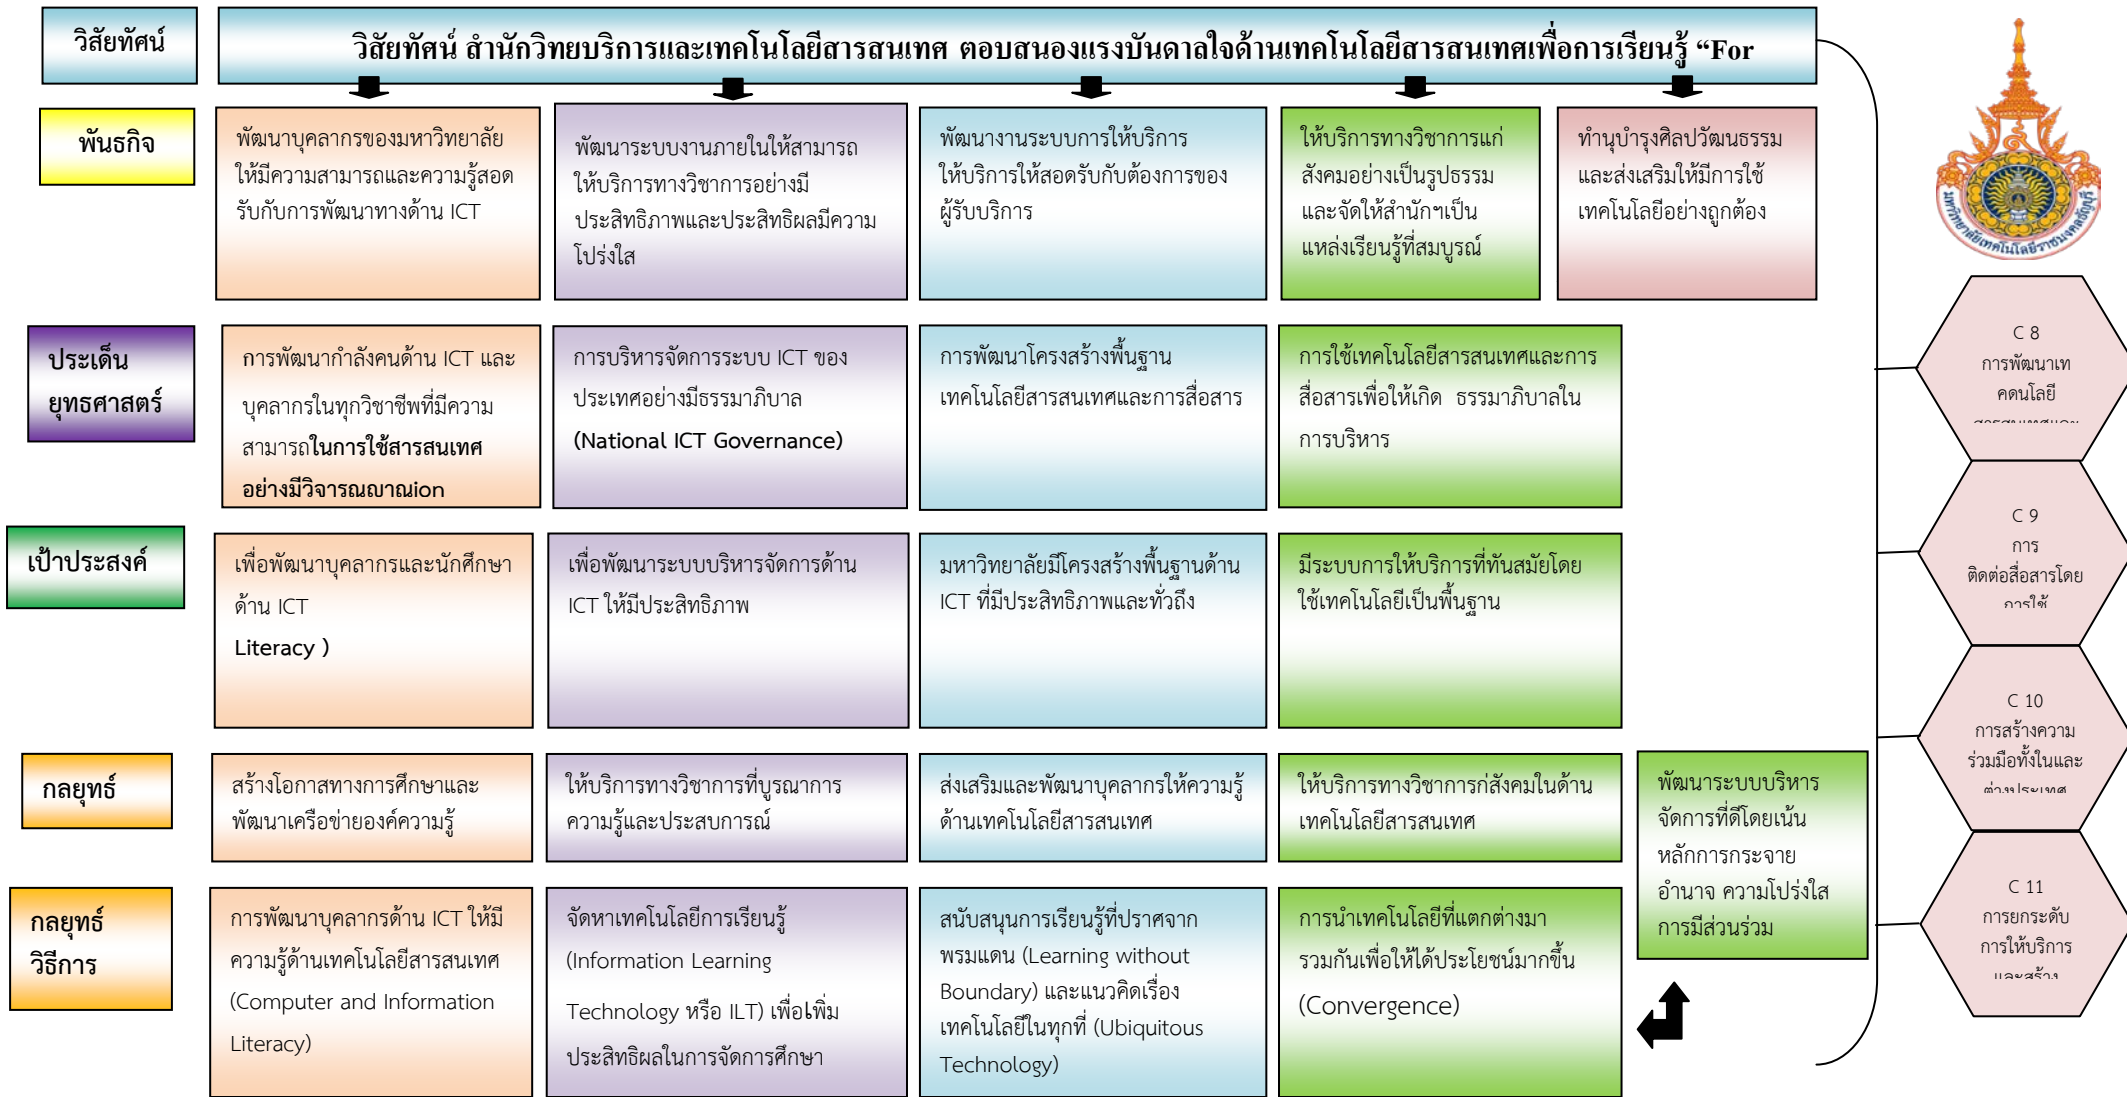 วิสัยทัศน์
วิสัยทัศน์ สำนักวิทยบริการและเทคโนโลยีสารสนเทศ ตอบสนองแรงบันดาลใจด้านเทคโนโลยีสารสนเทศเพื่อการเรียนรู้ “For
พันธกิจ
พัฒนาบุคลากรของมหาวิทยาลัย
ให้มีความสามารถและความรู้สอด
รับกับการพัฒนาทางด้าน ICT
พัฒนาระบบงานภายในให้สามารถ
ให้บริการทางวิชาการอย่างมี
ประสิทธิภาพและประสิทธิผลมีความ
โปร่งใส
พัฒนางานระบบการให้บริการ
ให้บริการให้สอดรับกับต้องการของ
ผู้รับบริการ
ให้บริการทางวิชาการแก่
สังคมอย่างเป็นรูปธรรม
และจัดให้สำนักฯเป็น
แหล่งเรียนรู้ที่สมบูรณ์
ทำนุบำรุงศิลปวัฒนธรรม
และส่งเสริมให้มีการใช้
เทคโนโลยีอย่างถูกต้อง
มหาวิทยาลัยเทคโนโลยีราชมงคลธัญบุรี
ประเด็น
ยุทธศาสตร์
การพัฒนากำลังคนด้าน ICT และ
บุคลากรในทุกวิชาชีพที่มีความ
สามารถในการใช้สารสนเทศ
อย่างมีวิจารณญาณion
การบริหารจัดการระบบ ICT ของ
ประเทศอย่างมีธรรมาภิบาล
(National ICT Governance)
การพัฒนาโครงสร้างพื้นฐาน
เทคโนโลยีสารสนเทศและการสื่อสาร
การใช้เทคโนโลยีสารสนเทศและการ
สื่อสารเพื่อให้เกิด ธรรมาภิบาลใน
การบริหาร
C 8
การพัฒนาเท
คดนโลยี
สารสนเทศและ
เป้าประสงค์
เพื่อพัฒนาบุคลากรและนักศึกษา
ด้าน ICT
Literacy )
เพื่อพัฒนาระบบบริหารจัดการด้าน
ICT ให้มีประสิทธิภาพ
มหาวิทยาลัยมีโครงสร้างพื้นฐานด้าน
ICT ที่มีประสิทธิภาพและทั่วถึง
มีระบบการให้บริการที่ทันสมัยโดย
ใช้เทคโนโลยีเป็นพื้นฐาน
C 9
การ
ติดต่อสื่อสารโดย
การใช้
กลยุทธ์
สร้างโอกาสทางการศึกษาและ
พัฒนาเครือข่ายองค์ความรู้
ให้บริการทางวิชาการที่บูรณาการ
ความรู้และประสบการณ์
ส่งเสริมและพัฒนาบุคลากรให้ความรู้
ด้านเทคโนโลยีสารสนเทศ
ให้บริการทางวิชาการก่สังคมในด้าน
เทคโนโลยีสารสนเทศ
พัฒนาระบบบริหาร
จัดการที่ดีโดยเน้น
หลักการกระจาย
อำนาจ ความโปร่งใส
การมีส่วนร่วม
C 10
การสร้างความ
ร่วมมือทั้งในและ
ต่างประเทศ
กลยุทธ์
วิธีการ
การพัฒนาบุคลากรด้าน ICT ให้มี
ความรู้ด้านเทคโนโลยีสารสนเทศ
(Computer and Information
Literacy)
จัดหาเทคโนโลยีการเรียนรู้
(Information Learning
Technology หรือ ILT) เพื่อเพิ่ม
ประสิทธิผลในการจัดการศึกษา
สนับสนุนการเรียนรู้ที่ปราศจาก
พรมแดน (Learning without
Boundary) และแนวคิดเรื่อง
เทคโนโลยีในทุกที่ (Ubiquitous
Technology)
การนำเทคโนโลยีที่แตกต่างมา
รวมกันเพื่อให้ได้ประโยชน์มากขึ้น
(Convergence)
C 11
การยกระดับ
การให้บริการ
และสร้าง